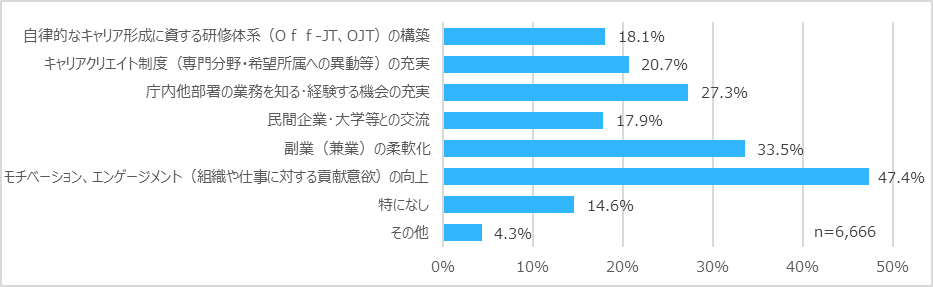 自律的なキャリア形成に資する研修体系（Ｏｆｆ-JT、OJT）の構築 18.1%
キャリアクリエイト制度（専門分野・希望所属への異動等）の充実 20.7%
庁内他部署の業務を知る・経験する機会の充実 27.3%
民間企業・大学等との交流 17.9%
副業（兼業）の柔軟化 33.5%
モチベーション、エンゲージメント（組織や仕事に対する貢献意欲）の向上 47.4%
特になし 14.6%
その他 4.3%
n=6,666
0% 10% 20% 30% 40% 50%